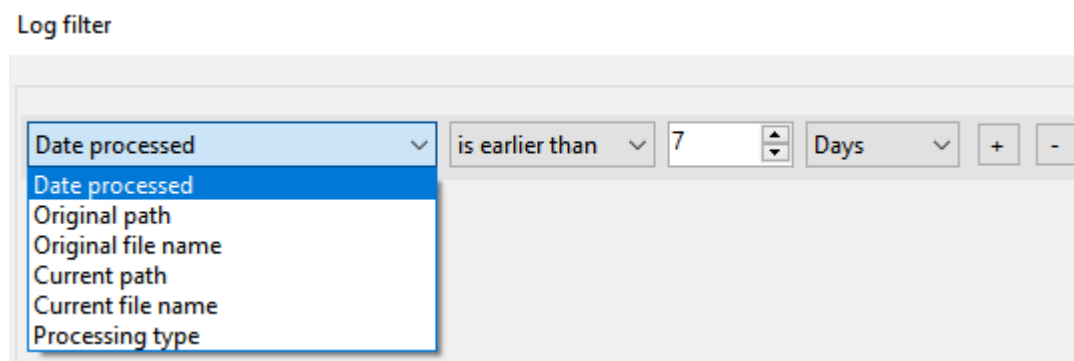 Log filter
Date processed is earlier than 7 Days + -
Date processed
Original path
Original file name
Current path
Current file name
Processing type